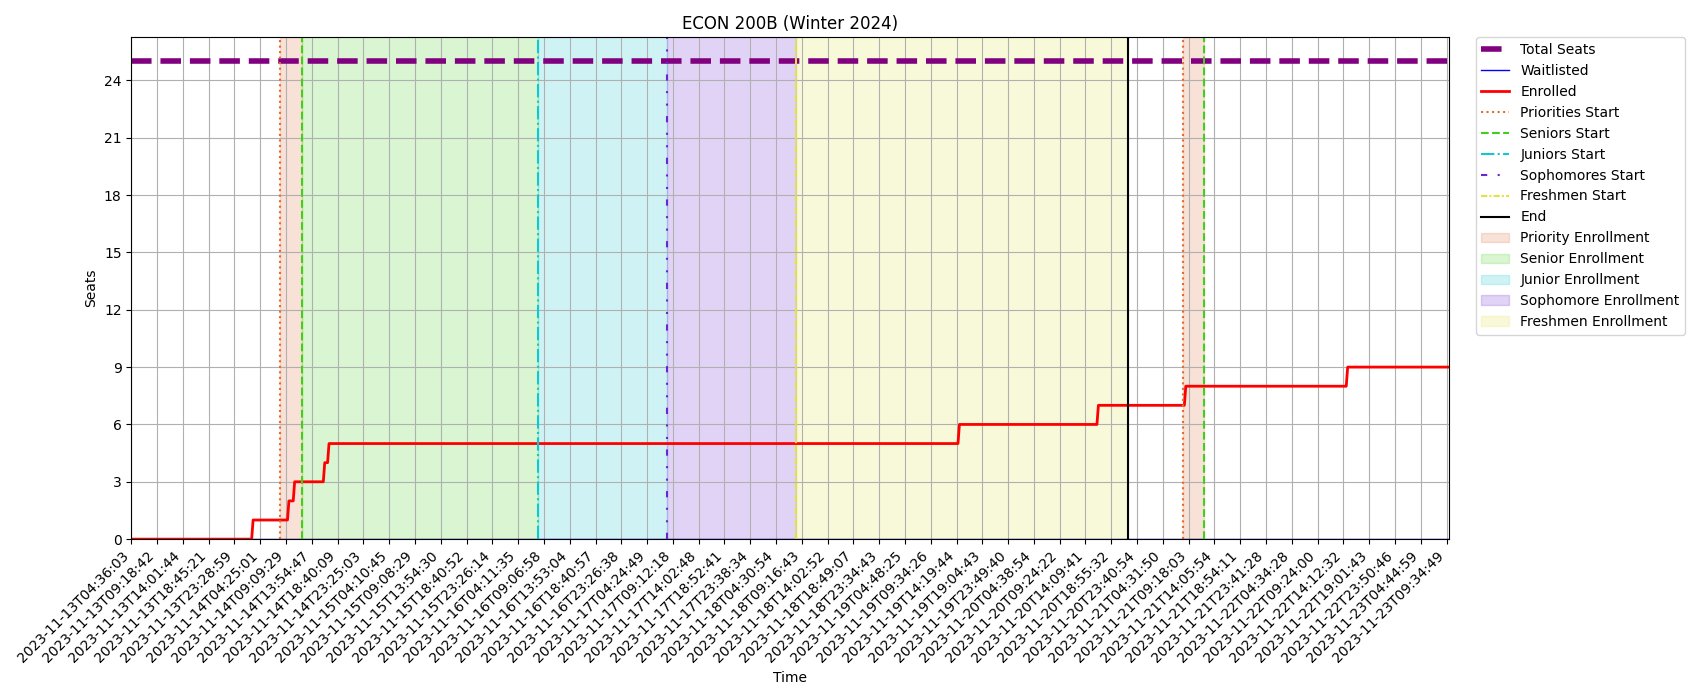 ECON 200B (Winter 2024)
Seats
24
21
18
15
12
9
6
3
0
2023-11-13T04:36:03
2023-11-13T09:18:42
2023-11-13T14:01:44
2023-11-13T18:45:21
2023-11-13T23:28:59
2023-11-14T04:25:01
2023-11-14T09:09:29
2023-11-14T13:54:47
2023-11-14T18:40:09
2023-11-14T23:25:03
2023-11-15T04:10:45
2023-11-15T09:08:29
2023-11-15T13:54:30
2023-11-15T18:40:52
2023-11-15T23:26:14
2023-11-16T04:11:35
2023-11-16T09:06:58
2023-11-16T13:53:04
2023-11-16T18:40:57
2023-11-16T23:26:38
2023-11-17T04:24:49
2023-11-17T09:12:18
2023-11-17T14:02:48
2023-11-17T18:52:41
2023-11-17T23:38:34
2023-11-18T04:30:54
2023-11-18T09:16:43
2023-11-18T14:02:52
2023-11-18T18:49:07
2023-11-18T23:34:43
2023-11-19T04:48:25
2023-11-19T09:34:26
2023-11-19T14:19:44
2023-11-19T19:04:43
2023-11-19T23:49:40
2023-11-20T04:38:54
2023-11-20T09:24:22
2023-11-20T14:09:41
2023-11-20T18:55:32
2023-11-20T23:40:54
2023-11-21T04:31:50
2023-11-21T09:18:03
2023-11-21T14:05:54
2023-11-21T18:54:11
2023-11-21T23:41:28
2023-11-22T04:34:28
2023-11-22T09:24:00
2023-11-22T14:12:32
2023-11-22T19:01:43
2023-11-22T23:50:46
2023-11-23T04:44:59
2023-11-23T09:34:49
Time
Total Seats
Waitlisted
Enrolled
Priorities Start
Seniors Start
Juniors Start
Sophomores Start
Freshmen Start
End
Priority Enrollment
Senior Enrollment
Junior Enrollment
Sophomore Enrollment
Freshmen Enrollment